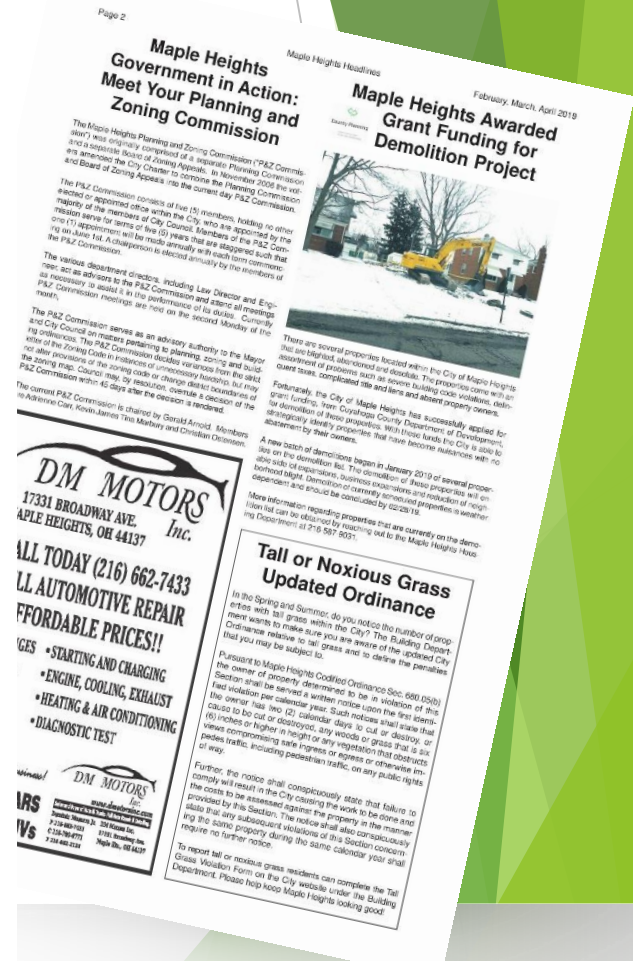 Page 2
Maple Heights Headlines
February, March, April 2019
Maple Heights
Government in Action:
Meet Your Planning and
Zoning Commission
The Maple Heights Planning and Zoning Commission ("P&Z Commis-
sion") was originally comprised of a separate Planning Commission
and a separate Board of Zoning Appeals. In November 2006 the vot-
ers amended the City Charter to combine the Planning Commission
and Board of Zoning Appeals into the current day P&Z Commission.
The P&Z Commission consists of five (5) members, holding no other
elected or appointed office within the City, who are appointed by the
majority of the members of City Council. Members of the P&Z Com-
mission serve for terms of five (5) years that are staggered such that
one (1) appointment will be made annually with each term commenc-
ing on June 1st. A chairperson is elected annually by the members of
the P&Z Commission.
The various department directors, including Law Director and Engi-
neer, act as advisors to the P&Z Commission and attend all meetings
as necessary to assist it in the performance of its duties. Currently
P&Z Commission meetings are held on the second Monday of the
month.
The P&Z Commission serves as an advisory authority to the Mayor
and City Council on matters pertaining to planning, zoning and build-
ing ordinances. The P&Z Commission decides variances from the strict
letter of the Zoning Code in instances of unnecessary hardship, but may
not alter provisions of the zoning code or change district boundaries of
the zoning map. Council may, by resolution, overrule a decision of the
P&Z Commission within 45 days after the decision is rendered.
The current P&Z Commission is chaired by Gerald Arnold. Members
Adrienne Carr, Kevin James Tina Marbury and Christian Ostenson.
DM MOTORS
Inc.
17331 BROADWAY AVE.
APLE HEIGHTS, OH 44137
ALL TODAY (216) 662-7433
LL AUTOMOTIVE REPAIR
FFORDABLE PRICES!!
GES • STARTING AND CHARGING
• ENGINE, COOLING, EXHAUST
• HEATING & AIR CONDITIONING
• DIAGNOSTIC TEST
DM MOTORS
Inc.
ARS
Maple Heights Awarded
Grant Funding for
Demolition Project
County Planning
There are several properties located within the City of Maple Heights
that are blighted, abandoned and desolate. The properties come with an
assortment of problems such as severe building code violations, delin-
quent taxes, complicated title and liens and absent property owners.
Fortunately, the City of Maple Heights has successfully applied for
grant funding, from Cuyahoga County Department of Development,
for demolition of these properties. With these funds the City is able to
strategically identify properties that have become nuisances with no
abatement by their owners.
A new batch of demolitions began in January 2019 of several proper-
ties on the demolition list. The demolition of these properties will en-
able side lot expansions, business expansions and reduction of neigh-
borhood blight. Demolition of currently scheduled properties is weather
dependent and should be concluded by 02/28/19.
More information regarding properties that are currently on the demo-
lition list can be obtained by reaching out to the Maple Heights Hous-
ing Department at 216 587 9031.
Tall or Noxious Grass
Updated Ordinance
In the Spring and Summer, do you notice the number of prop-
erties with tall grass within the City? The Building Depart-
ment wants to make sure you are aware of the updated City
Ordinance relative to tall grass and to define the penalties
that you may be subject to.
Pursuant to Maple Heights Codified Ordinance Sec. 660.05(b)
the owner of property determined to be in violation of this
Section shall be served a written notice upon the first identi-
fied violation per calendar year. Such notices shall state that
the owner has two (2) calendar days to cut or destroy, or
cause to be cut or destroyed, any woods or grass that is six
(6) inches or higher in height or any vegetation that obstructs
views compromising safe ingress or egress or otherwise im-
pedes traffic, including pedestrian traffic, on any public rights
of way.
Further, the notice shall conspicuously state that failure to
comply will result in the City causing the work to be done and
the costs to be assessed against the property in the manner
provided by this Section. The notice shall also conspicuously
state that any subsequent violations of this Section concern-
ing the same property during the same calendar year shall
require no further notice.
To report tall or noxious grass residents can complete the Tall
Grass Violation Form on the City website under the Building
Department. Please help keep Maple Heights looking good!